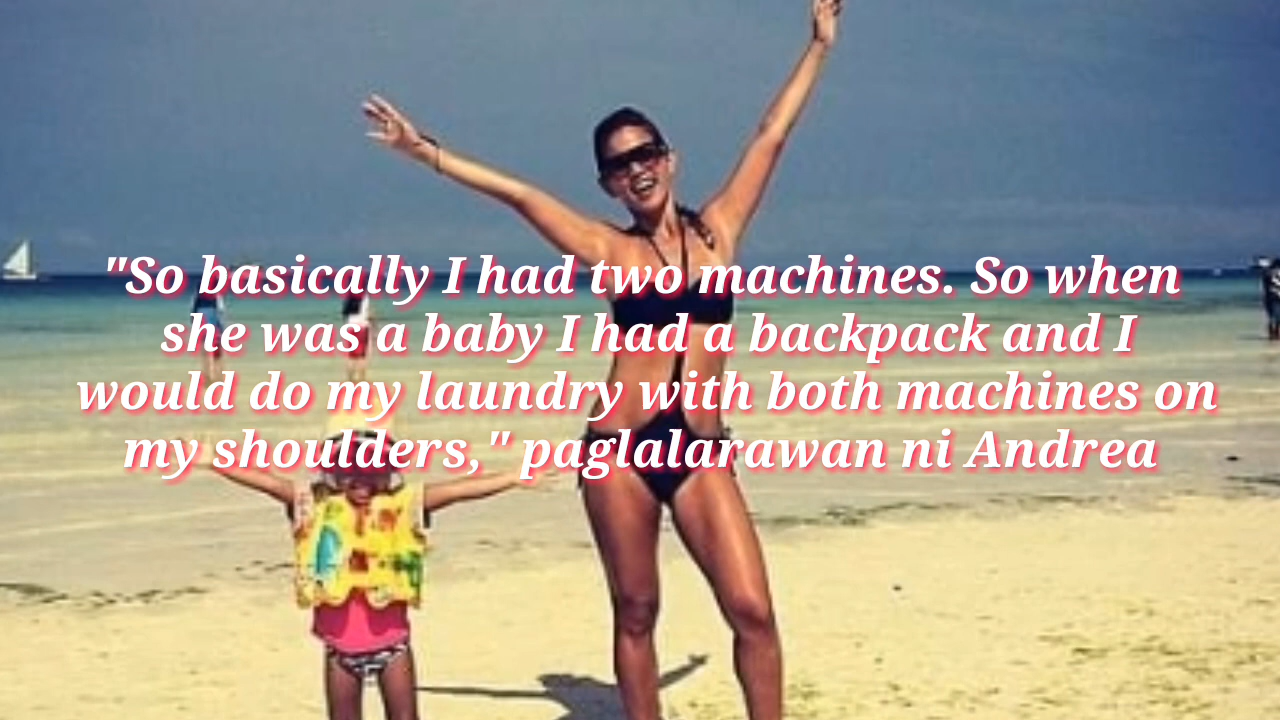 "So basically I had two machines. So when
she was a baby I had a backpack and I
would do my laundry with both machines on
my shoulders," paglalarawan ni Andrea